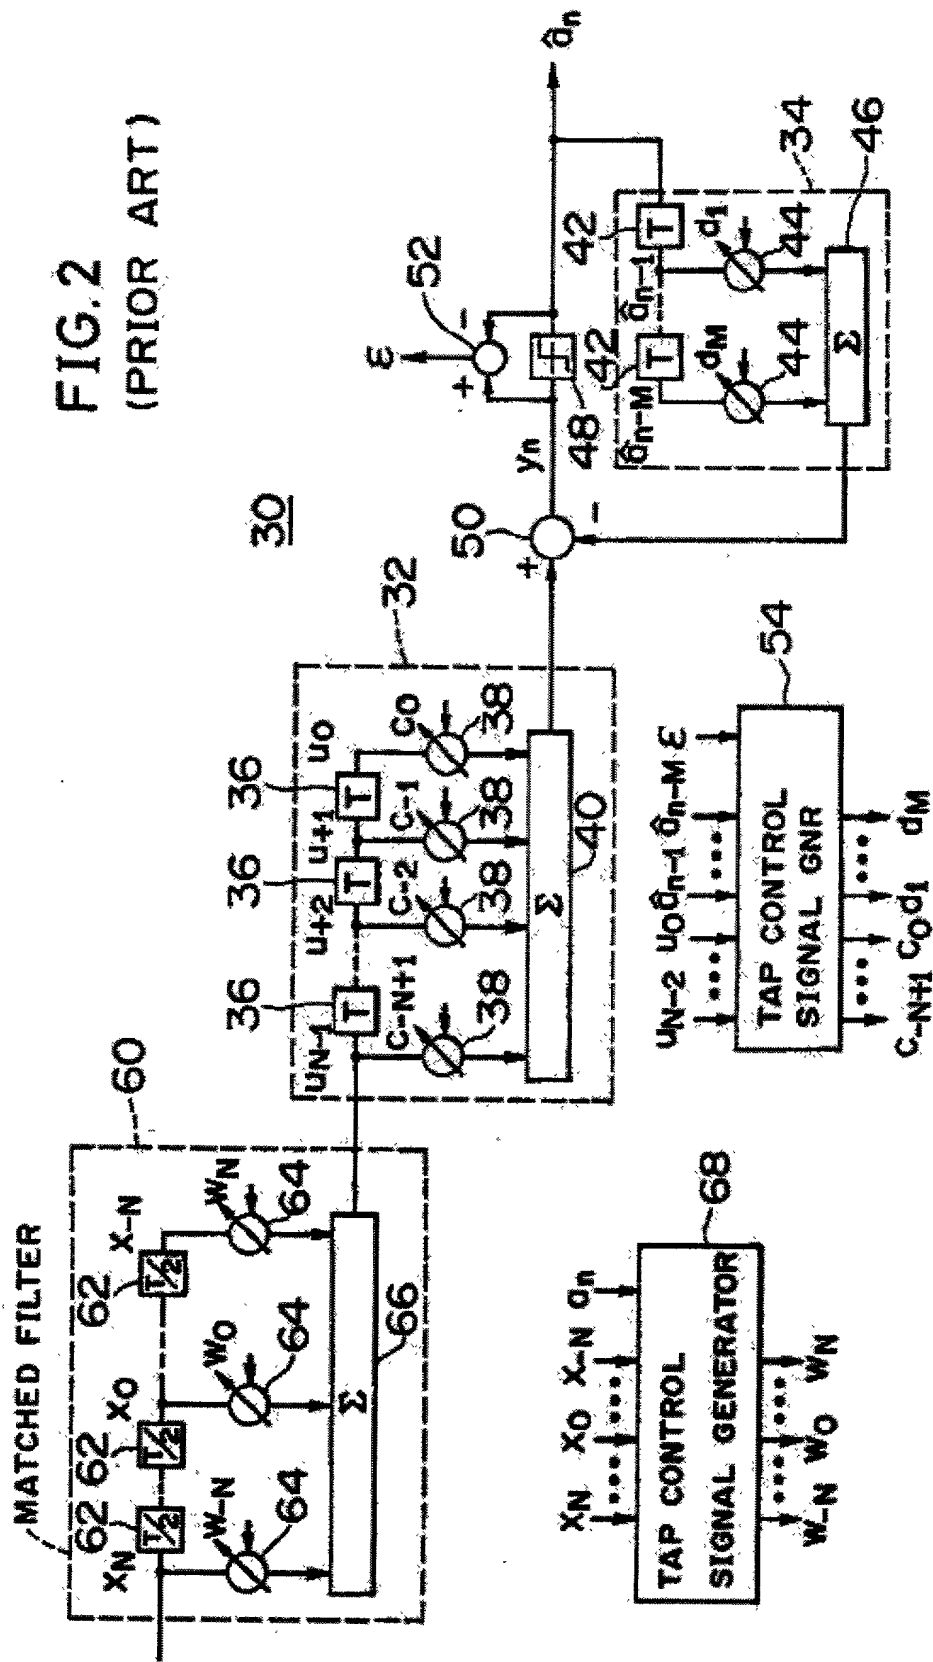 FIG. 2
(PRIOR ART)
30
MATCHED FILTER
60
62 62 62
T/2 T/2 T/2
xN x0 x-N
w-N w0 wN
64 64 64
Σ
66
32
36 36 36
T T T
uN-1 u+2 u+1 u0
c-N+1 c-2 c-1 c0
38 38 38 38
Σ
40
50
+
-
yn
48
+
-
52
ε
ân
34
42 42
T T
ân-M ân-1
dM d1
44 44
Σ
46
xN x0 x-N an
TAP CONTROL
SIGNAL GENERATOR
68
w-N w0 wN
uN-2 u0 ân-1 ân-M ε
TAP CONTROL
SIGNAL GNR
54
c-N+1 c0 d1 dM